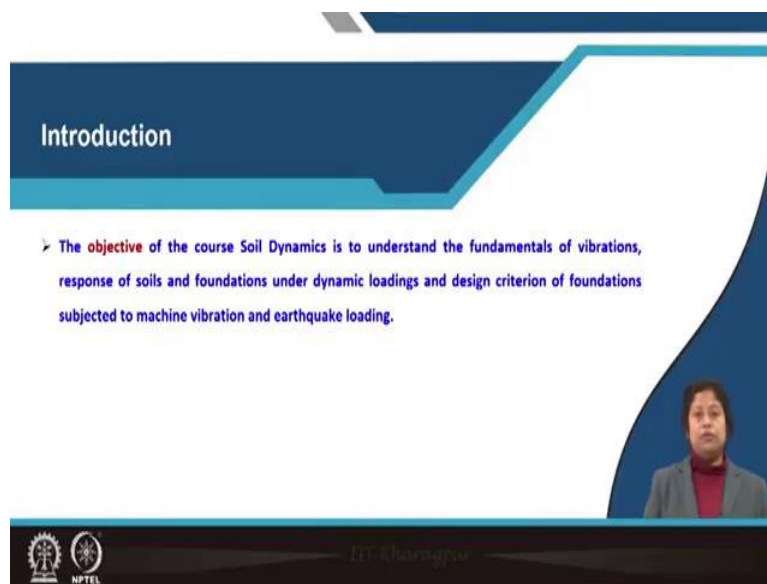 Introduction
➢ The objective of the course Soil Dynamics is to understand the fundamentals of vibrations,
response of soils and foundations under dynamic loadings and design criterion of foundations
subjected to machine vibration and earthquake loading.
IIT Kharagpur
NPTEL